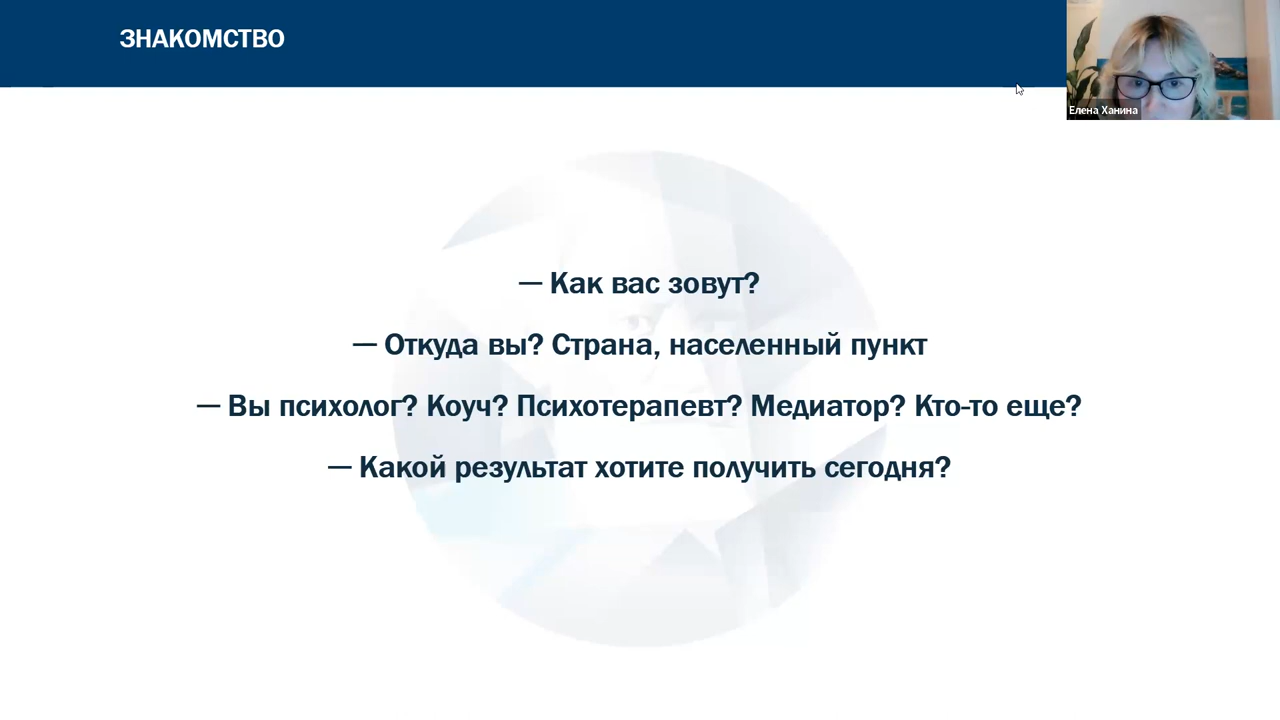 ЗНАКОМСТВО
Елена Ханина
— Как вас зовут?
— Откуда вы? Страна, населенный пункт
— Вы психолог? Коуч? Психотерапевт? Медиатор? Кто-то еще?
— Какой результат хотите получить сегодня?